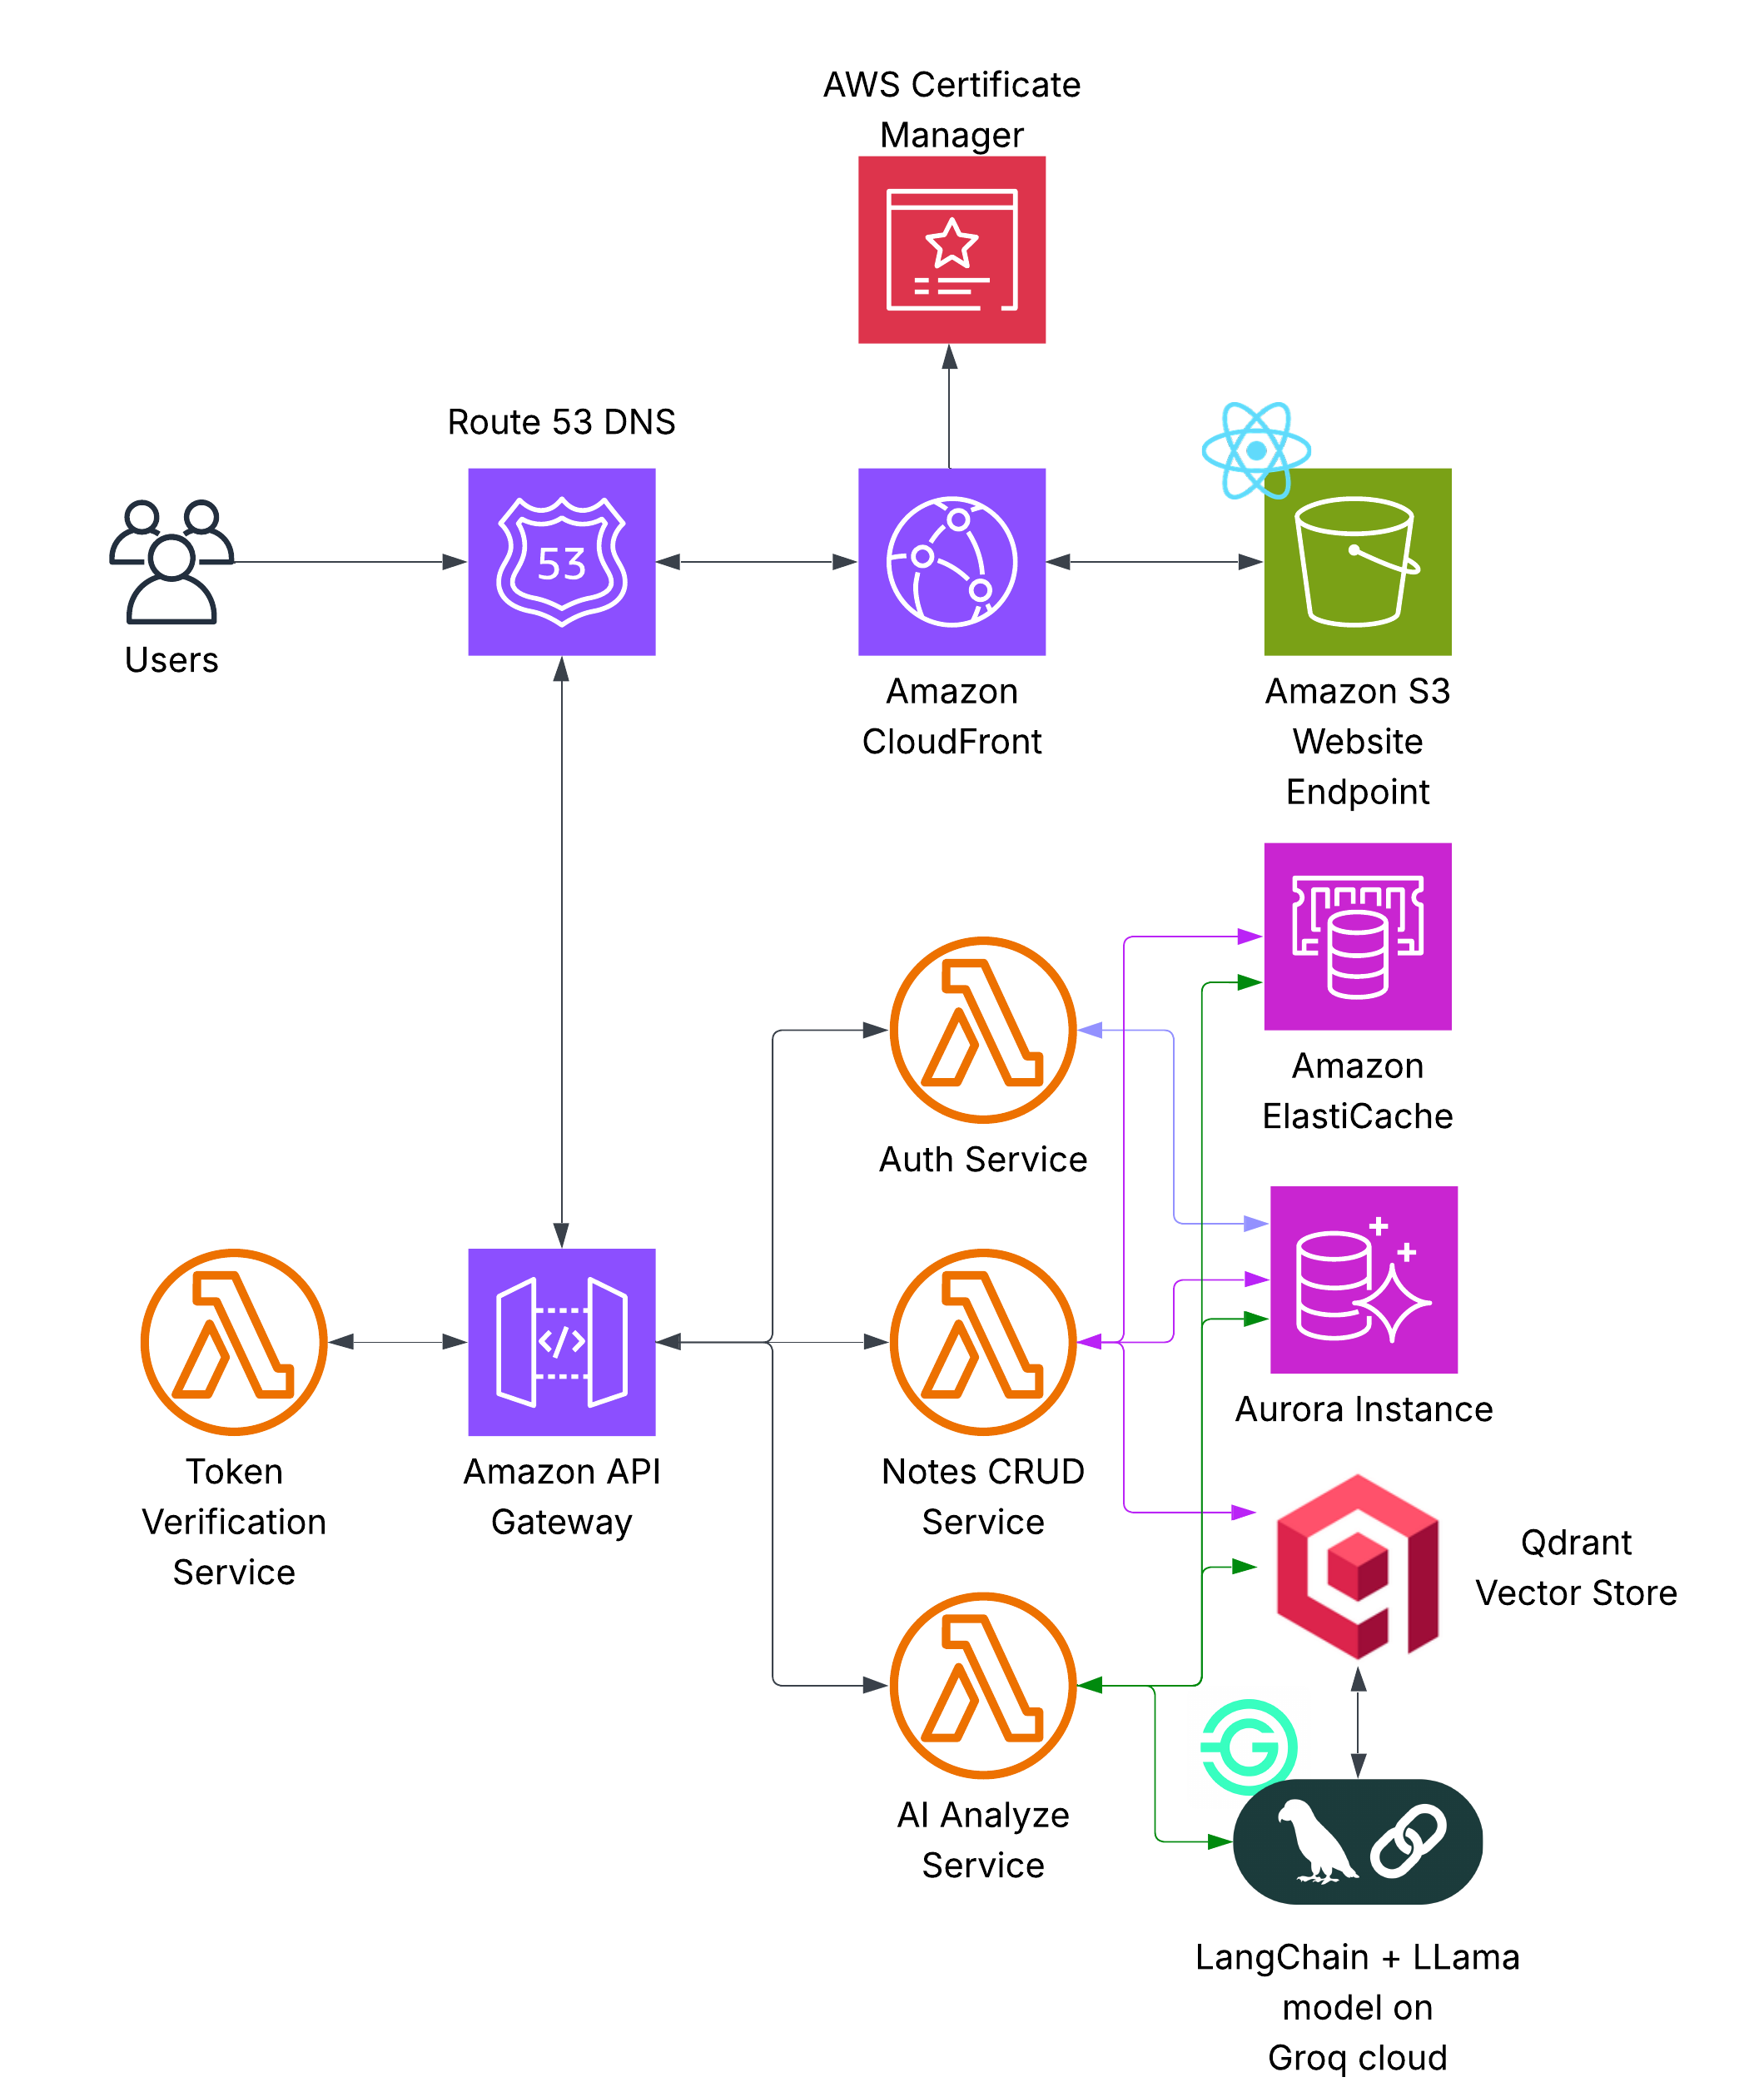 AWS Certificate
Manager
Route 53 DNS
53
Users
Amazon
CloudFront
Amazon S3
Website
Endpoint
Amazon
ElastiCache
Auth Service
Aurora Instance
Token
Verification
Service
Amazon API
Gateway
</>
Notes CRUD
Service
Qdrant
Vector Store
AI Analyze
Service
LangChain + LLama
model on
Groq cloud